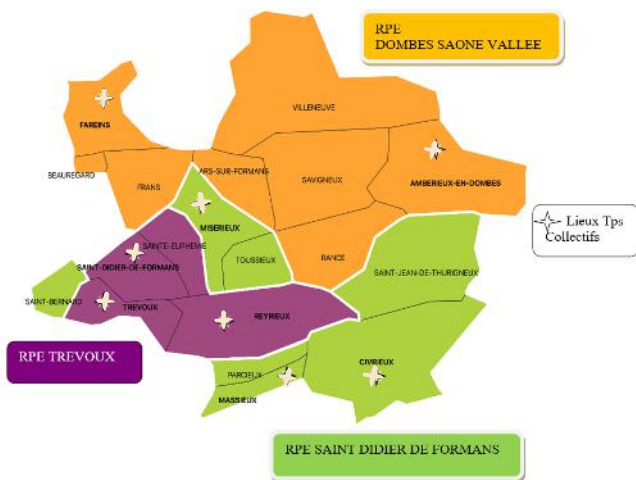 RPE
DOMBES SAONE VALLEE
VILLENEUVE
FAREINS
BEAUREGARD
FRANS
ARS-SUR-FORMANS
SAVIGNEUX
AMBERIEUX-EN-DOMBES
Lieux Tps
Collectifs
MISERIEUX
SAINTE-EUPHEMIE
TOUSSIEUX
RANCE
SAINT-DIDIER-DE-FORMANS
SAINT-JEAN-DE-THURIGNEUX
SAINT-BERNARD
TREVOUX
REYRIEUX
RPE TREVOUX
PARCIEUX
CIVRIEUX
MASSIEUX
RPE SAINT DIDIER DE FORMANS